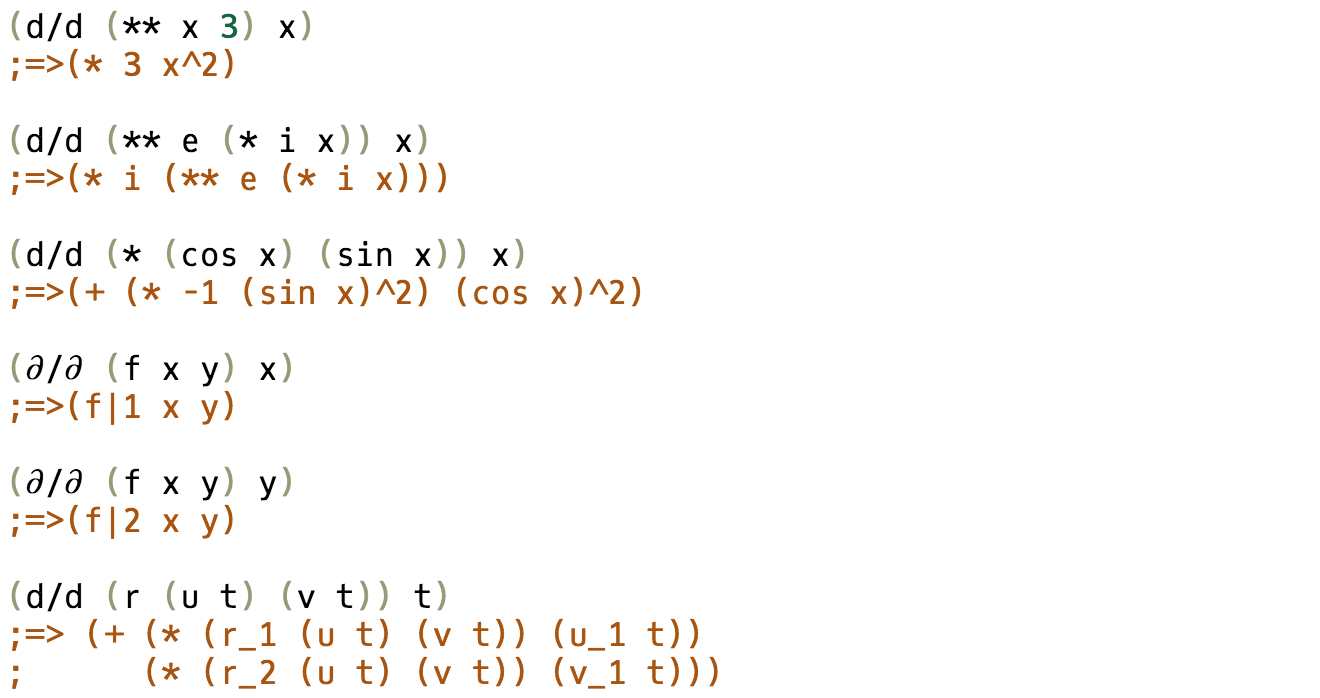 (d/d (** x 3) x)
;=>(* 3 x^2)
(d/d (** e (* i x)) x)
;=>(* i (** e (* i x)))
(d/d (* (cos x) (sin x)) x)
;=>(+ (* -1 (sin x)^2) (cos x)^2)
(∂/∂ (f x y) x)
;=>(f|1 x y)
(∂/∂ (f x y) y)
;=>(f|2 x y)
(d/d (r (u t) (v t)) t)
;=> (+ (* (r_1 (u t) (v t)) (u_1 t))
;      (* (r_2 (u t) (v t)) (v_1 t)))